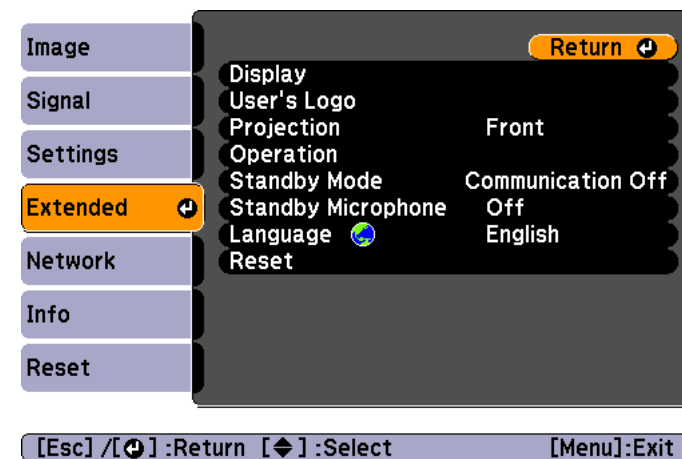 Image
Signal
Settings
Extended
Network
Info
Reset
Return
Display
User's Logo
Projection Front
Operation
Standby Mode Communication Off
Standby Microphone Off
Language English
Reset
[Esc] /[⏎] :Return [◆] :Select [Menu]:Exit